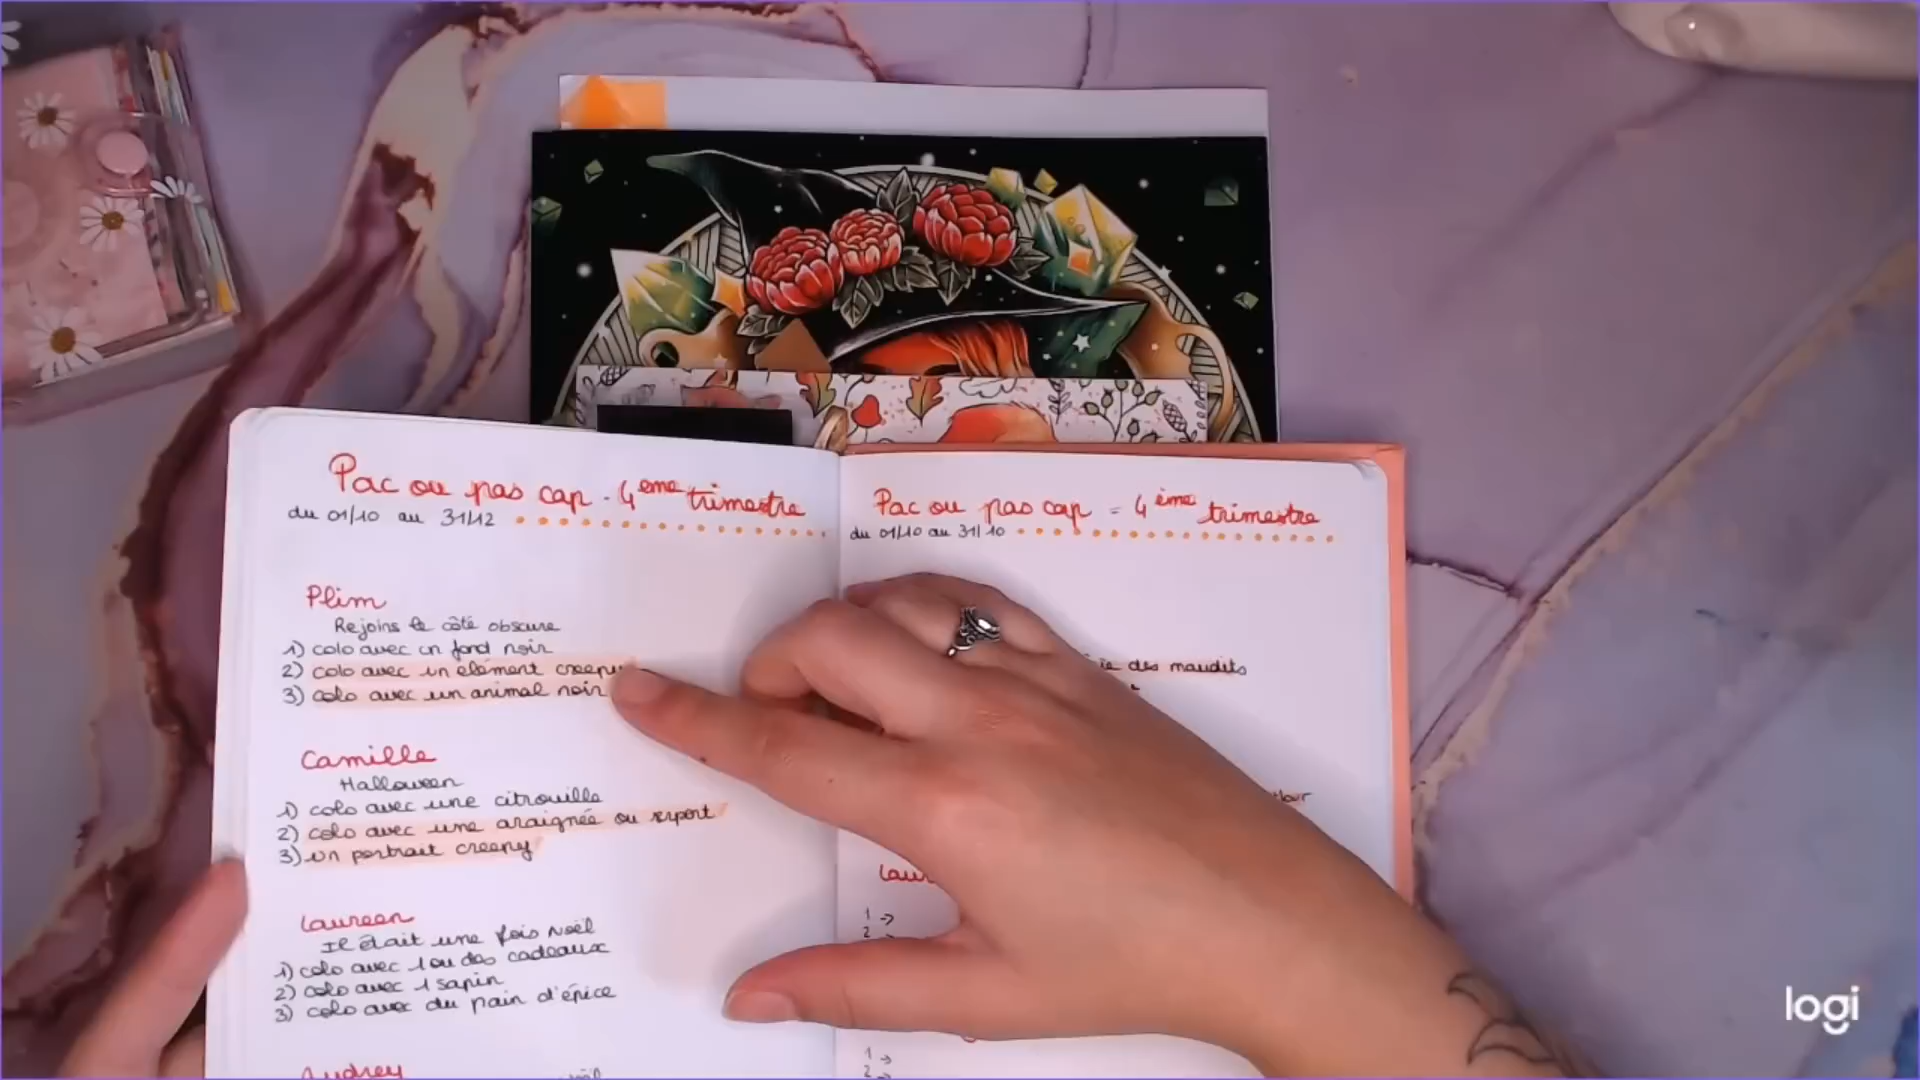 Pac ou pas cap - 4ème trimestre
du 01/10 au 31/12
Plim
Rejoins le côté obscure
1) colo avec un fond noir
2) colo avec un élément creepy
3) colo avec un animal noir
Camille
Halloween
1) colo avec une citrouille
2) colo avec une araignée ou serpent
3) un portrait creepy
Laureen
Il était une fois Noël
1) colo avec 1 ou des cadeaux
2) colo avec 1 sapin
3) colo avec du pain d'épice
Audrey
Pac ou pas cap = 4ème trimestre
du 01/10 au 31/10
des maudits
Laur
1 →
2 →
1 →
2 →
logi